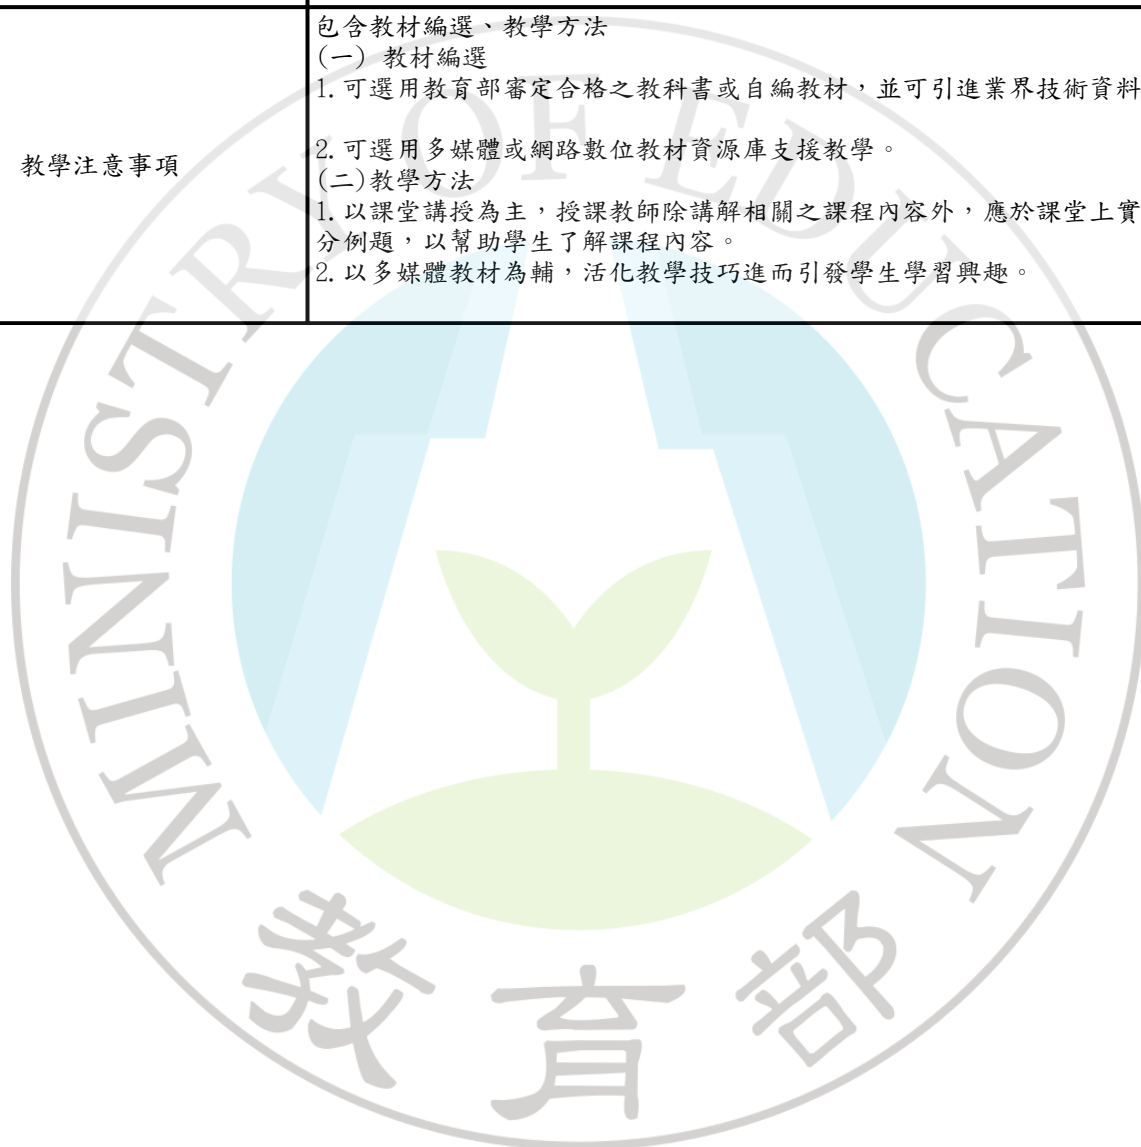 包含教材編選、教學方法
(一) 教材編選
1.可選用教育部審定合格之教科書或自編教材，並可引進業界技術資料
教學注意事項
2.可選用多媒體或網路數位教材資源庫支援教學。
(二)教學方法
1.以課堂講授為主，授課教師除講解相關之課程內容外，應於課堂上實
分例題，以幫助學生了解課程內容。
2.以多媒體教材為輔，活化教學技巧進而引發學生學習興趣。
MINISTRY OF EDUCATION
教育部